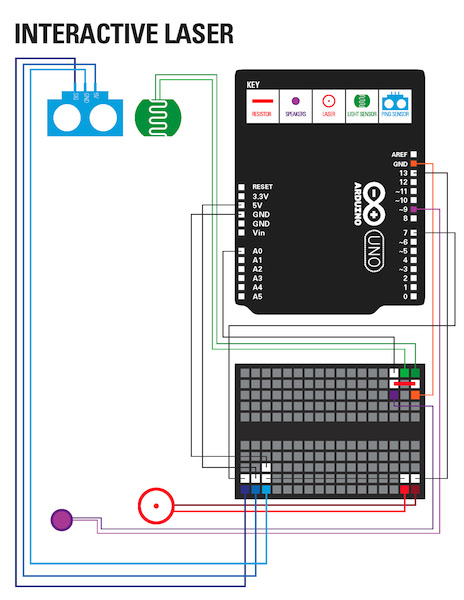 INTERACTIVE LASER
SIG
GND
5V
KEY
RESISTOR
SPEAKERS
LASER
LIGHT SENSOR
PING SENSOR
RESET
3.3V
5V
GND
GND
Vin
A0
A1
A2
A3
A4
A5
ARDUINO
UNO
AREF
GND
13
12
~11
~10
~9
8
7
~6
~5
4
~3
2
1
0